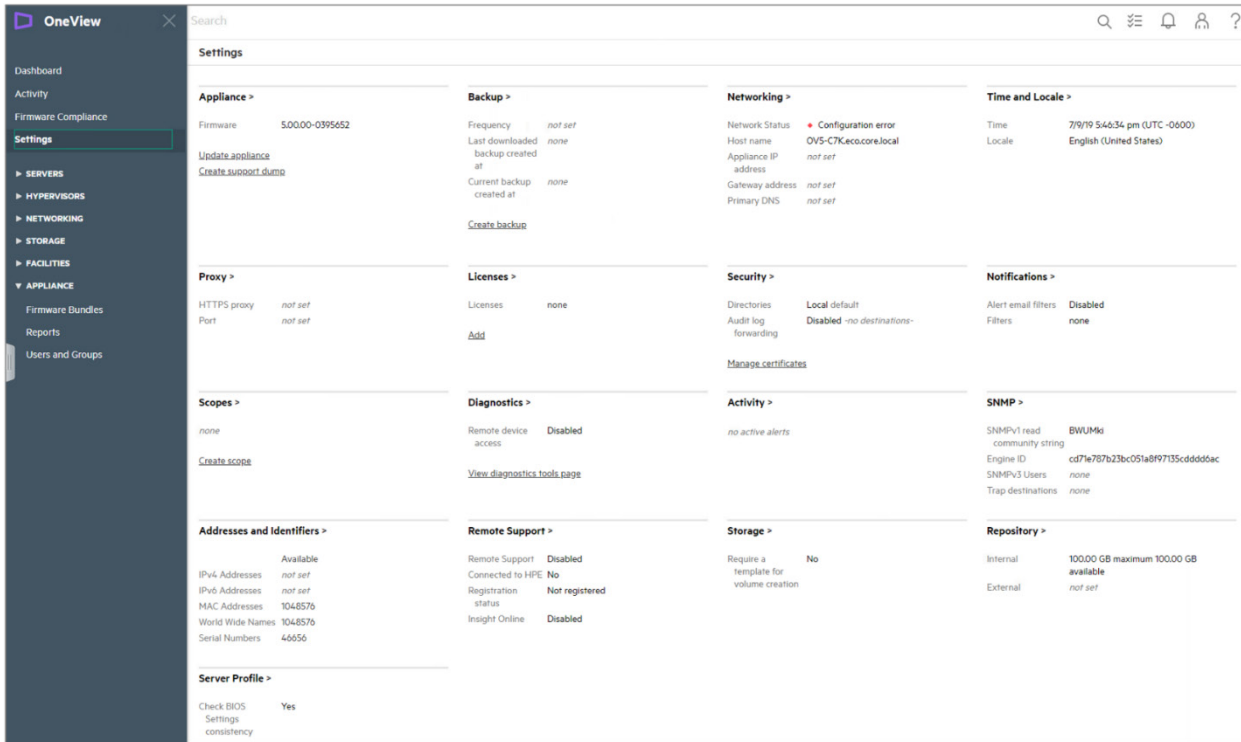 OneView
Search
Settings
Dashboard
Activity
Firmware Compliance
Settings
SERVERS
HYPERVISORS
NETWORKING
STORAGE
FACILITIES
APPLIANCE
Firmware Bundles
Reports
Users and Groups
Appliance >
Firmware 5.00.00-0395652
Update appliance
Create support dump
Backup >
Frequency not set
Last downloaded none
backup created
at
Current backup none
created at
Create backup
Networking >
Network Status Configuration error
Host name OV5-C7K.eco.core.local
Appliance IP not set
address
Gateway address not set
Primary DNS not set
Time and Locale >
Time 7/9/19 5:46:34 pm (UTC -0600)
Locale English (United States)
Proxy >
HTTPS proxy not set
Port not set
Licenses >
Licenses none
Add
Security >
Directories Local default
Audit log Disabled -no destinations-
forwarding
Manage certificates
Notifications >
Alert email filters Disabled
Filters none
Scopes >
none
Create scope
Diagnostics >
Remote device Disabled
access
View diagnostics tools page
Activity >
no active alerts
SNMP >
SNMPv1 read BWUMki
community string
Engine ID cd71e787b23bc051a8f97135cdddd6ac
SNMPv3 Users none
Trap destinations none
Addresses and Identifiers >
Available
IPv4 Addresses not set
IPv6 Addresses not set
MAC Addresses 1048576
World Wide Names 1048576
Serial Numbers 46656
Remote Support >
Remote Support Disabled
Connected to HPE No
Registration Not registered
status
Insight Online Disabled
Storage >
Require a No
template for
volume creation
Repository >
Internal 100.00 GB maximum 100.00 GB
available
External not set
Server Profile >
Check BIOS Yes
Settings
consistency